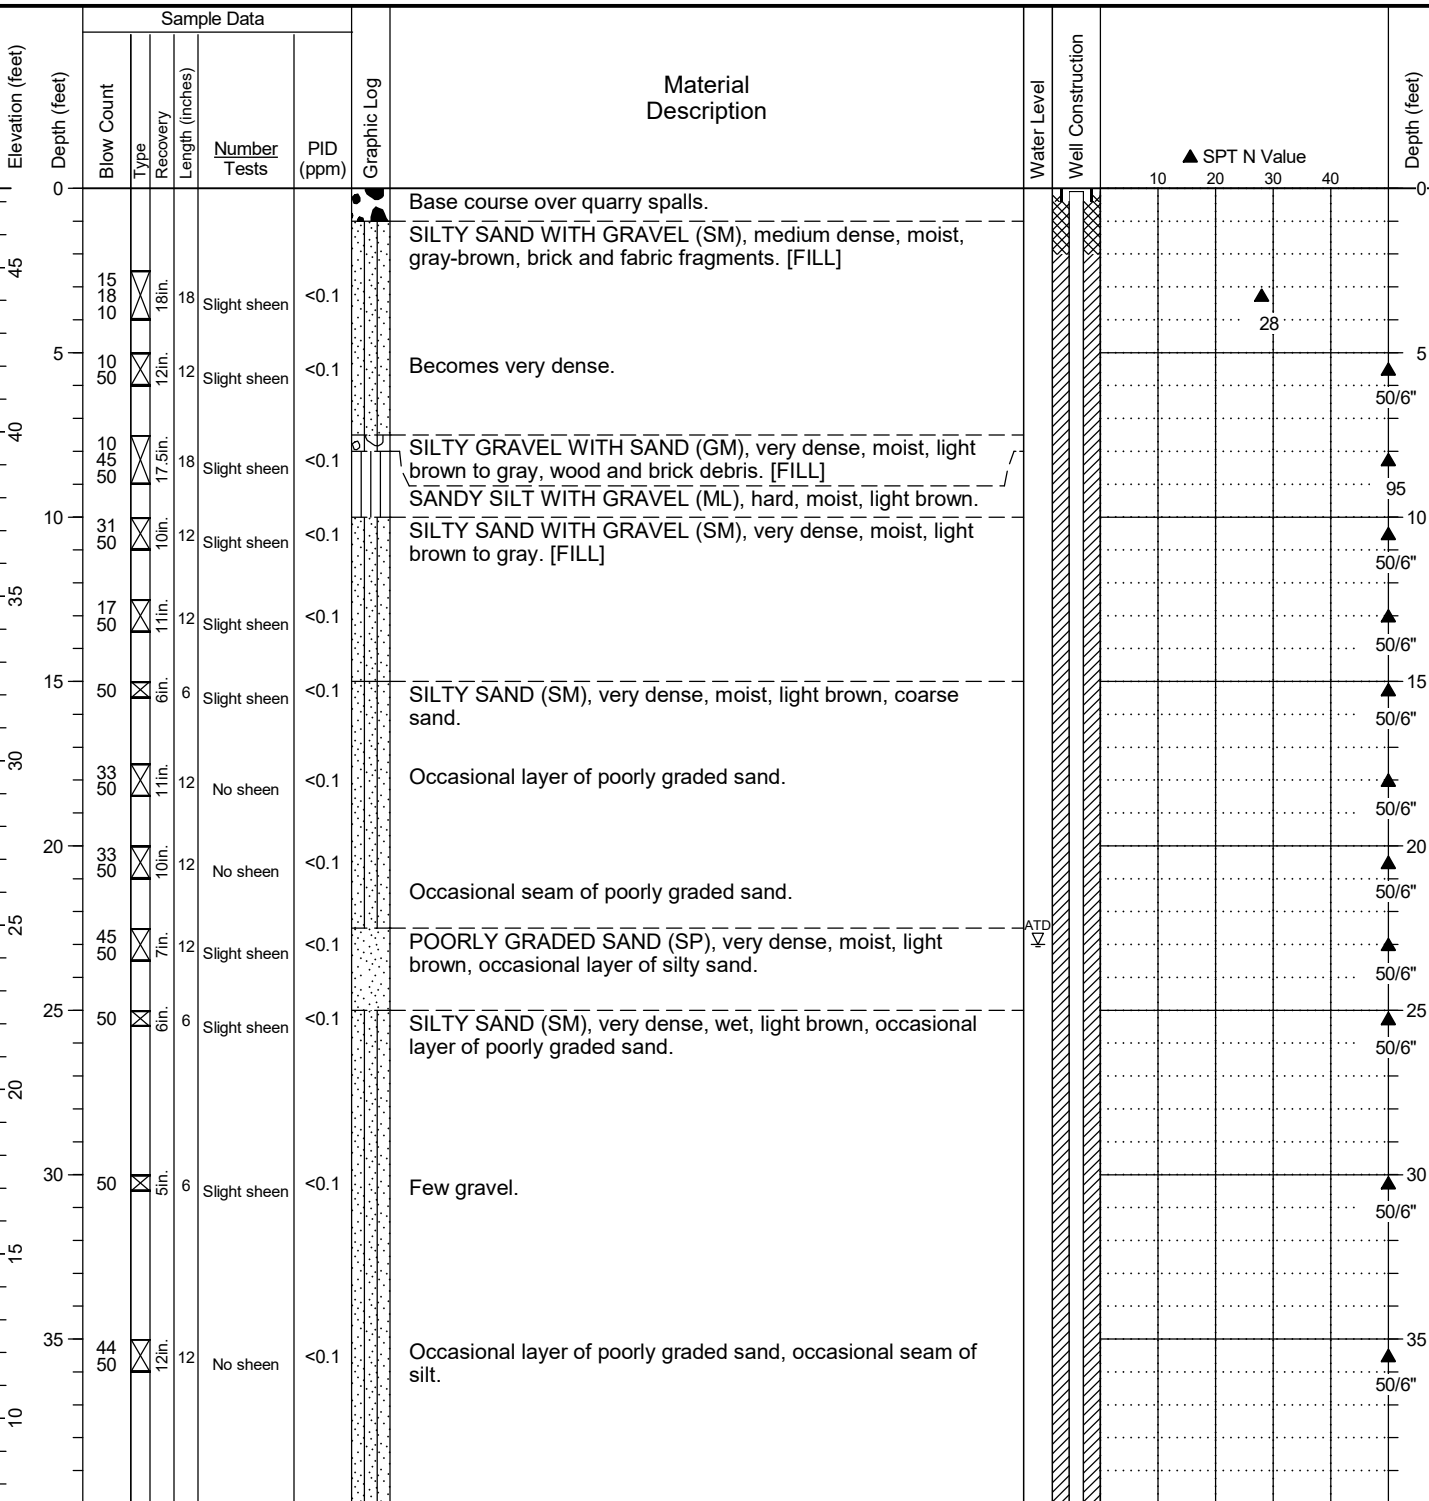 Sample Data
Elevation (feet)
Depth (feet)
Blow Count
Type
Recovery
Length (inches)
Number
Tests
PID
(ppm)
Graphic Log
Material
Description
Water Level
Well Construction
▲ SPT N Value
10 20 30 40
Depth (feet)
0 Base course over quarry spalls. 0
SILTY SAND WITH GRAVEL (SM), medium dense, moist,
gray-brown, brick and fabric fragments. [FILL]
45
15
18
10
18in. 18 Slight sheen <0.1
28
5 5
10
50
12in. 12 Slight sheen <0.1
Becomes very dense.
50/6"
40
10
45
50
17.5in. 18 Slight sheen <0.1
SILTY GRAVEL WITH SAND (GM), very dense, moist, light
brown to gray, wood and brick debris. [FILL]
95
SANDY SILT WITH GRAVEL (ML), hard, moist, light brown.
10 10
31
50
10in. 12 Slight sheen <0.1
SILTY SAND WITH GRAVEL (SM), very dense, moist, light
brown to gray. [FILL]
50/6"
35
17
50
11in. 12 Slight sheen <0.1
50/6"
15 15
50 6in. 6 Slight sheen <0.1
SILTY SAND (SM), very dense, moist, light brown, coarse
sand.
50/6"
30
33
50
11in. 12 No sheen <0.1
Occasional layer of poorly graded sand.
50/6"
20 20
33
50
10in. 12 No sheen <0.1
50/6"
Occasional seam of poorly graded sand.
25
ATD
45
50
7in. 12 Slight sheen <0.1
POORLY GRADED SAND (SP), very dense, moist, light
brown, occasional layer of silty sand.
50/6"
25 25
50 6in. 6 Slight sheen <0.1
SILTY SAND (SM), very dense, wet, light brown, occasional
layer of poorly graded sand.
50/6"
20
30 30
50 5in. 6 Slight sheen <0.1
Few gravel.
50/6"
15
35 35
44
50
12in. 12 No sheen <0.1
Occasional layer of poorly graded sand, occasional seam of
silt.
50/6"
10